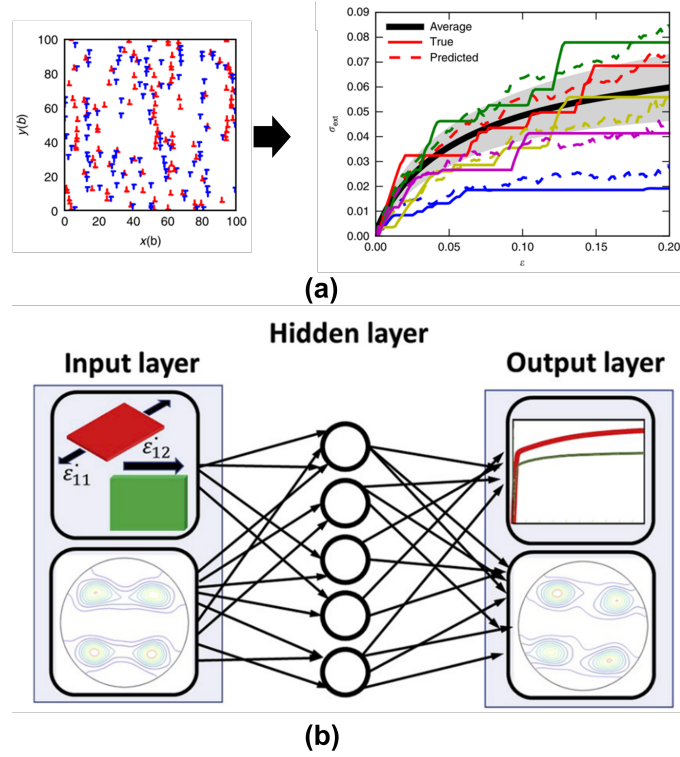 100
80
60
40
20
0
y(b)
0 20 40 60 80 100
x(b)
0.09
0.08
0.07
0.06
0.05
0.04
0.03
0.02
0.01
0.00
σext
Average
True
Predicted
0.00 0.05 0.10 0.15 0.20
ε
(a)
Hidden layer
Input layer
Output layer
ε̇12
ε̇11
(b)